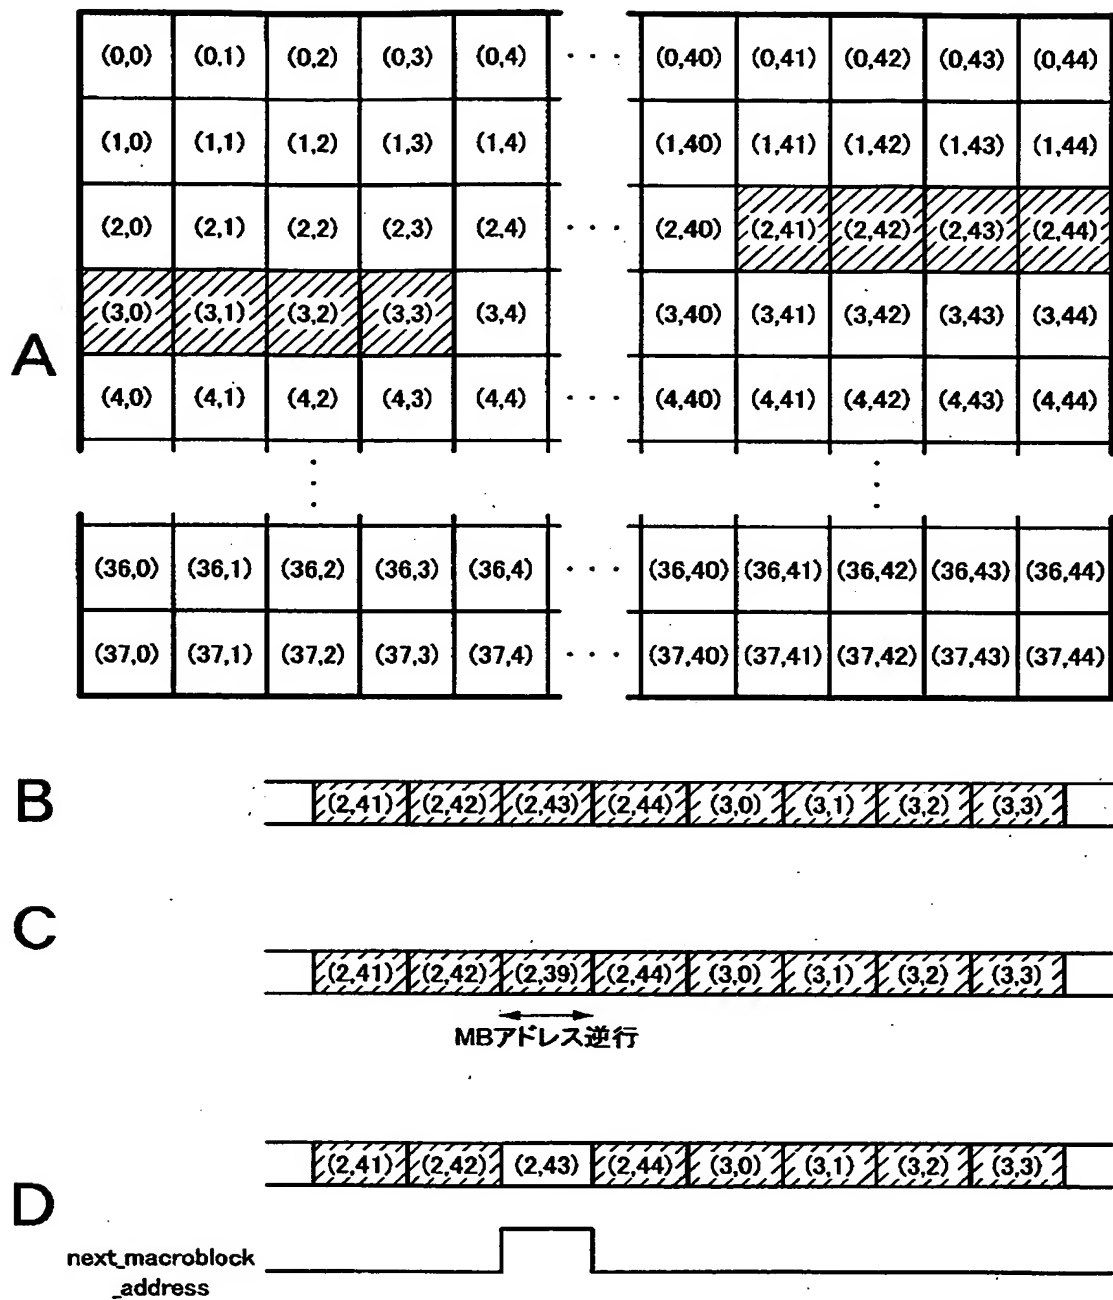 (0,0) (0,1) (0,2) (0,3) (0,4) · · · (0,40) (0,41) (0,42) (0,43) (0,44)
(1,0) (1,1) (1,2) (1,3) (1,4) (1,40) (1,41) (1,42) (1,43) (1,44)
(2,0) (2,1) (2,2) (2,3) (2,4) · · · (2,40) (2,41) (2,42) (2,43) (2,44)
(3,0) (3,1) (3,2) (3,3) (3,4) (3,40) (3,41) (3,42) (3,43) (3,44)
A
(4,0) (4,1) (4,2) (4,3) (4,4) · · · (4,40) (4,41) (4,42) (4,43) (4,44)
(36,0) (36,1) (36,2) (36,3) (36,4) · · · (36,40) (36,41) (36,42) (36,43) (36,44)
(37,0) (37,1) (37,2) (37,3) (37,4) · · · (37,40) (37,41) (37,42) (37,43) (37,44)
B
(2,41) (2,42) (2,43) (2,44) (3,0) (3,1) (3,2) (3,3)
C
(2,41) (2,42) (2,39) (2,44) (3,0) (3,1) (3,2) (3,3)
MBアドレス逆行
(2,41) (2,42) (2,43) (2,44) (3,0) (3,1) (3,2) (3,3)
D
next_macroblock
_address